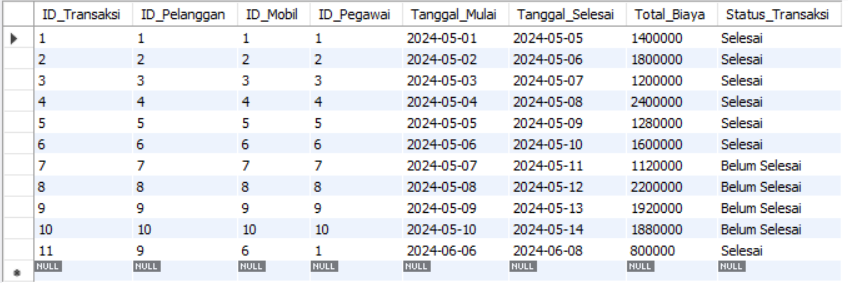 ID_Transaksi ID_Pelanggan ID_Mobil ID_Pegawai Tanggal_Mulai Tanggal_Selesai Total_Biaya Status_Transaksi
1 1 1 1 2024-05-01 2024-05-05 1400000 Selesai
2 2 2 2 2024-05-02 2024-05-06 1800000 Selesai
3 3 3 3 2024-05-03 2024-05-07 1200000 Selesai
4 4 4 4 2024-05-04 2024-05-08 2400000 Selesai
5 5 5 5 2024-05-05 2024-05-09 1280000 Selesai
6 6 6 6 2024-05-06 2024-05-10 1600000 Selesai
7 7 7 7 2024-05-07 2024-05-11 1120000 Belum Selesai
8 8 8 8 2024-05-08 2024-05-12 2200000 Belum Selesai
9 9 9 9 2024-05-09 2024-05-13 1920000 Belum Selesai
10 10 10 10 2024-05-10 2024-05-14 1880000 Belum Selesai
11 9 6 1 2024-06-06 2024-06-08 800000 Selesai
NULL NULL NULL NULL NULL NULL NULL NULL